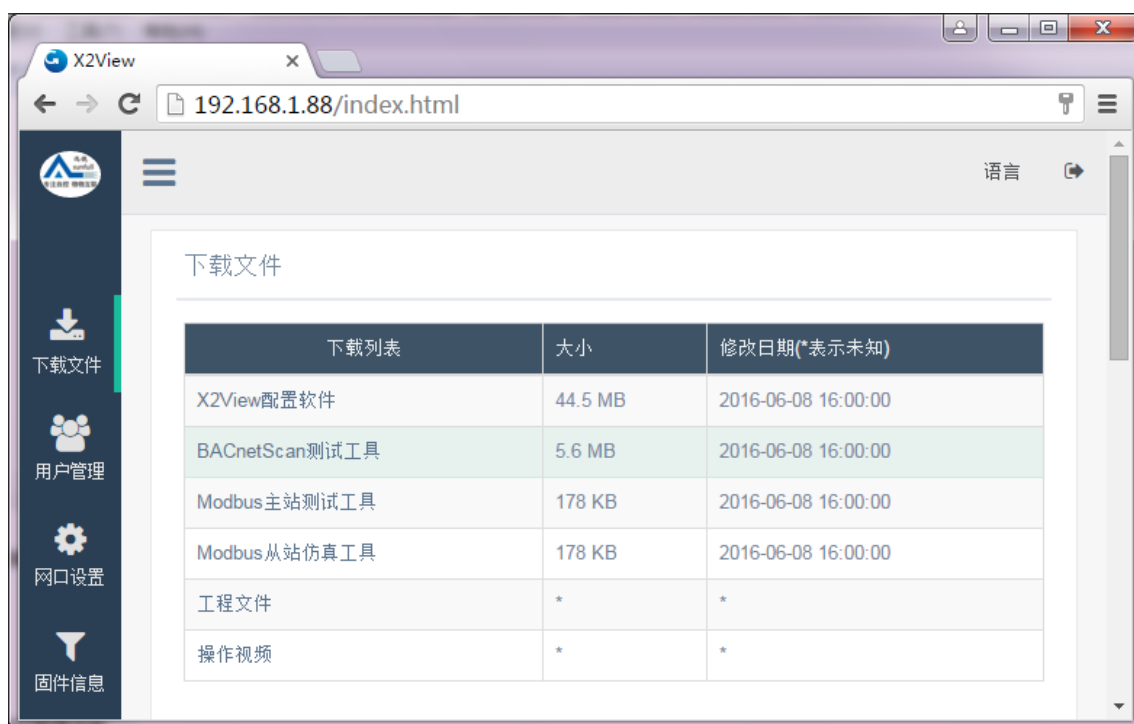 X2View
192.168.1.88/index.html
sunfull
语言
下载文件
下载文件
用户管理
网口设置
固件信息
下载列表 大小 修改日期(*表示未知)
X2View配置软件 44.5 MB 2016-06-08 16:00:00
BACnetScan测试工具 5.6 MB 2016-06-08 16:00:00
Modbus主站测试工具 178 KB 2016-06-08 16:00:00
Modbus从站仿真工具 178 KB 2016-06-08 16:00:00
工程文件 * *
操作视频 * *